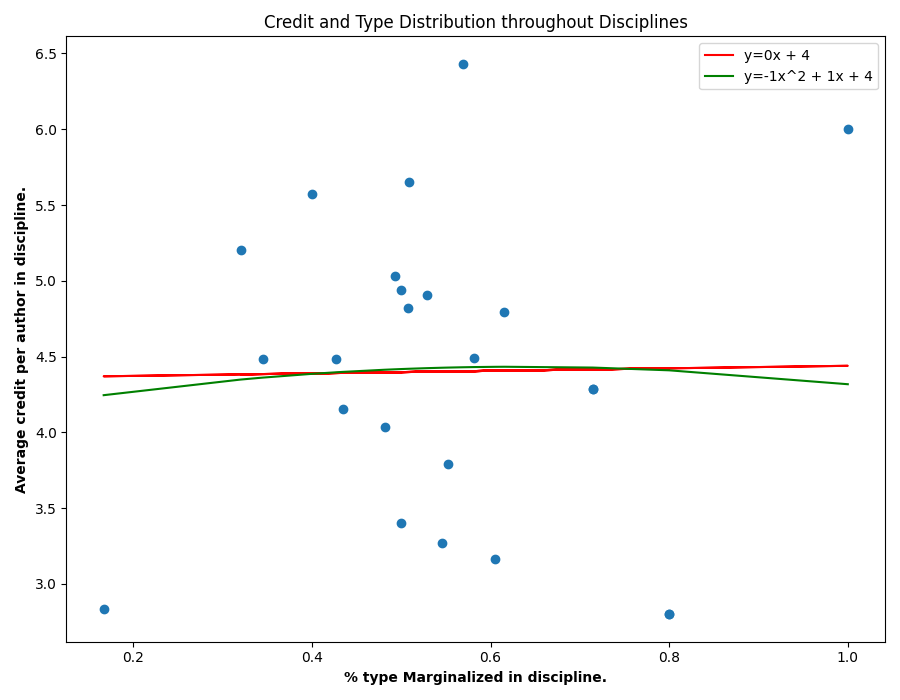 Credit and Type Distribution throughout Disciplines
y=0x + 4
y=-1x^2 + 1x + 4
6.5
6.0
5.5
5.0
4.5
4.0
3.5
3.0
Average credit per author in discipline.
0.2 0.4 0.6 0.8 1.0
% type Marginalized in discipline.